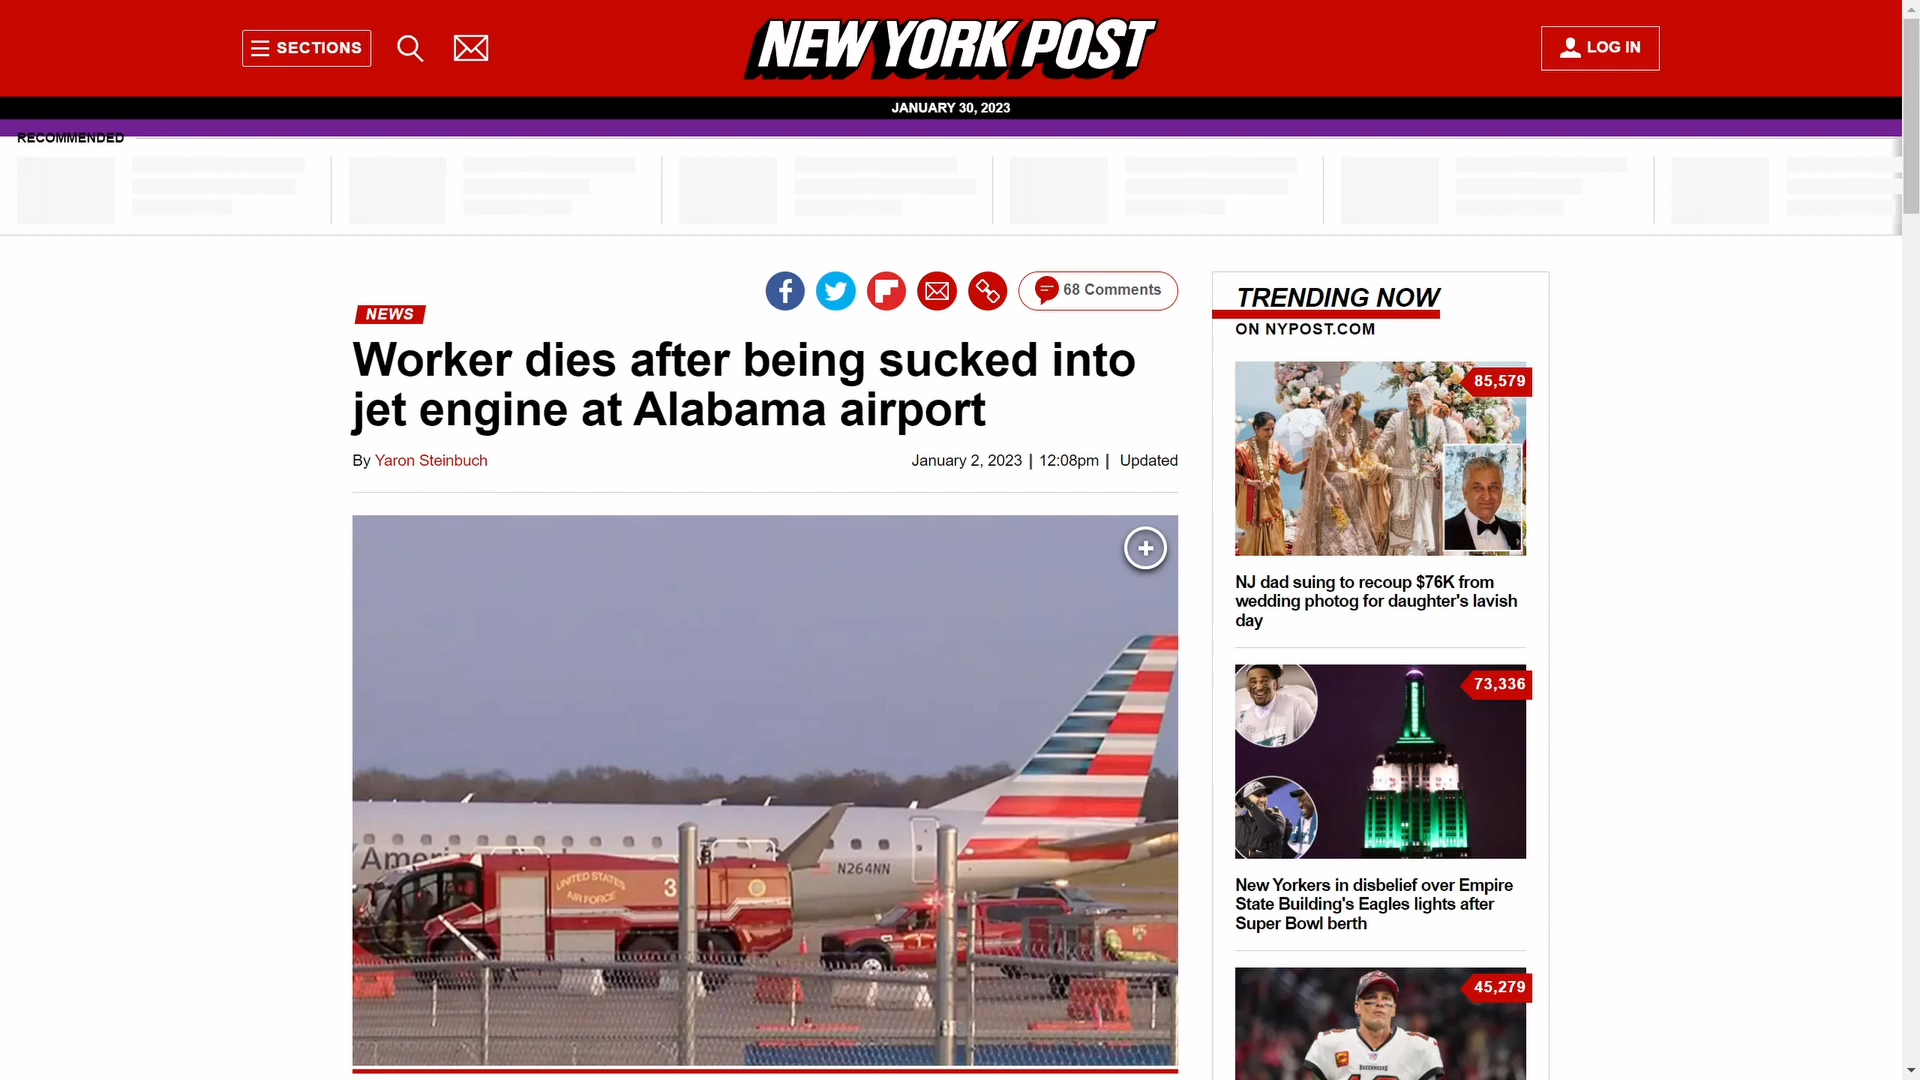 SECTIONS
NEW YORK POST
LOG IN
JANUARY 30, 2023
RECOMMENDED
68 Comments
NEWS
Worker dies after being sucked into
jet engine at Alabama airport
By Yaron Steinbuch
January 2, 2023 | 12:08pm | Updated
Ameri
N264NN
UNITED STATES
AIR FORCE
3
TRENDING NOW
ON NYPOST.COM
85,579
NJ dad suing to recoup $76K from
wedding photog for daughter's lavish
day
73,336
New Yorkers in disbelief over Empire
State Building's Eagles lights after
Super Bowl berth
45,279
BUCCANEERS